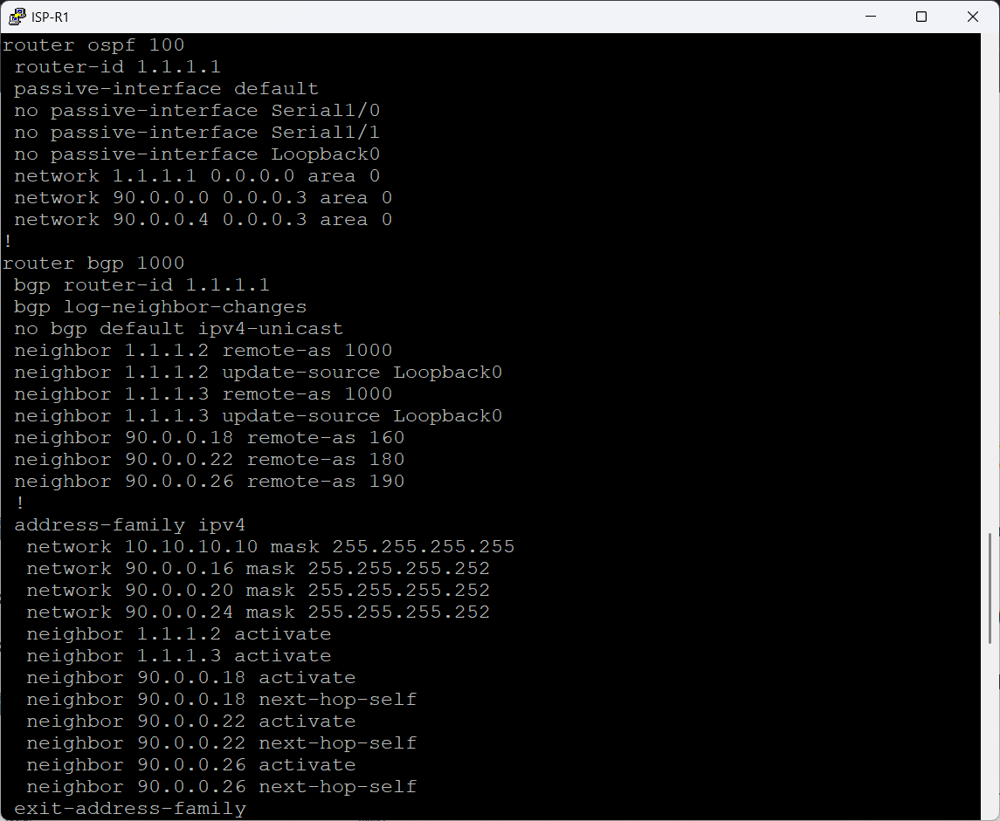 ISP-R1
router ospf 100
router-id 1.1.1.1
passive-interface default
no passive-interface Serial1/0
no passive-interface Serial1/1
no passive-interface Loopback0
network 1.1.1.1 0.0.0.0 area 0
network 90.0.0.0 0.0.0.3 area 0
network 90.0.0.4 0.0.0.3 area 0
!
router bgp 1000
bgp router-id 1.1.1.1
bgp log-neighbor-changes
no bgp default ipv4-unicast
neighbor 1.1.1.2 remote-as 1000
neighbor 1.1.1.2 update-source Loopback0
neighbor 1.1.1.3 remote-as 1000
neighbor 1.1.1.3 update-source Loopback0
neighbor 90.0.0.18 remote-as 160
neighbor 90.0.0.22 remote-as 180
neighbor 90.0.0.26 remote-as 190
!
address-family ipv4
network 10.10.10.10 mask 255.255.255.255
network 90.0.0.16 mask 255.255.255.252
network 90.0.0.20 mask 255.255.255.252
network 90.0.0.24 mask 255.255.255.252
neighbor 1.1.1.2 activate
neighbor 1.1.1.3 activate
neighbor 90.0.0.18 activate
neighbor 90.0.0.18 next-hop-self
neighbor 90.0.0.22 activate
neighbor 90.0.0.22 next-hop-self
neighbor 90.0.0.26 activate
neighbor 90.0.0.26 next-hop-self
exit-address-family